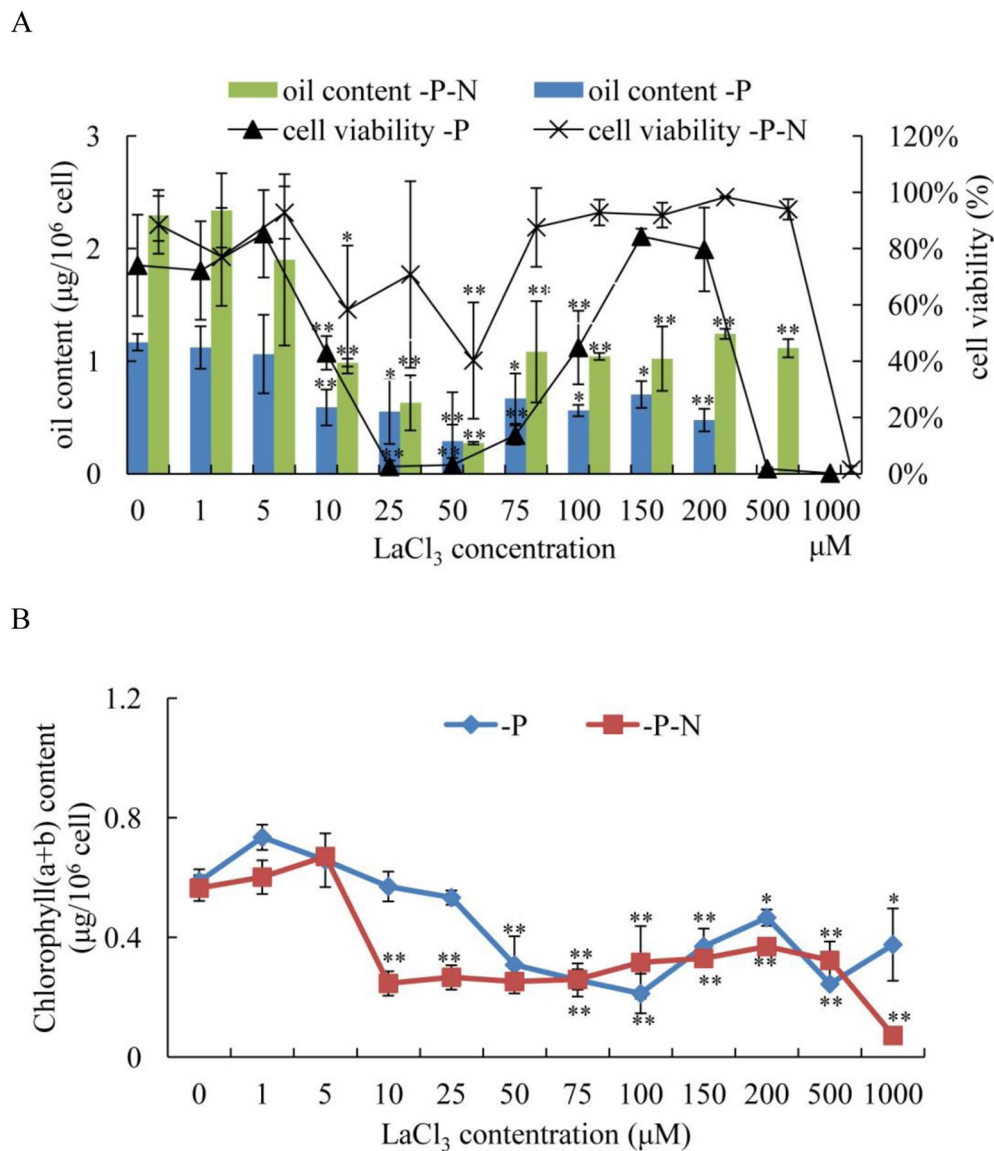 A
oil content -P-N
oil content -P
cell viability -P
cell viability -P-N
3
2
1
0
oil content (μg/10⁶ cell)
120%
100%
80%
60%
40%
20%
0%
cell viability (%)
** ** ** * ** * ** ** ** ** ** * ** ** ** ** * ** * ** ** ** **
0 1 5 10 25 50 75 100 150 200 500 1000
LaCl₃ concentration
μM
B
-P
-P-N
1.2
0.8
0.4
0
Chlorophyll(a+b) content
(μg/10⁶ cell)
** ** ** ** ** ** ** ** ** * ** ** ** * **
0 1 5 10 25 50 75 100 150 200 500 1000
LaCl₃ contentration (μM)